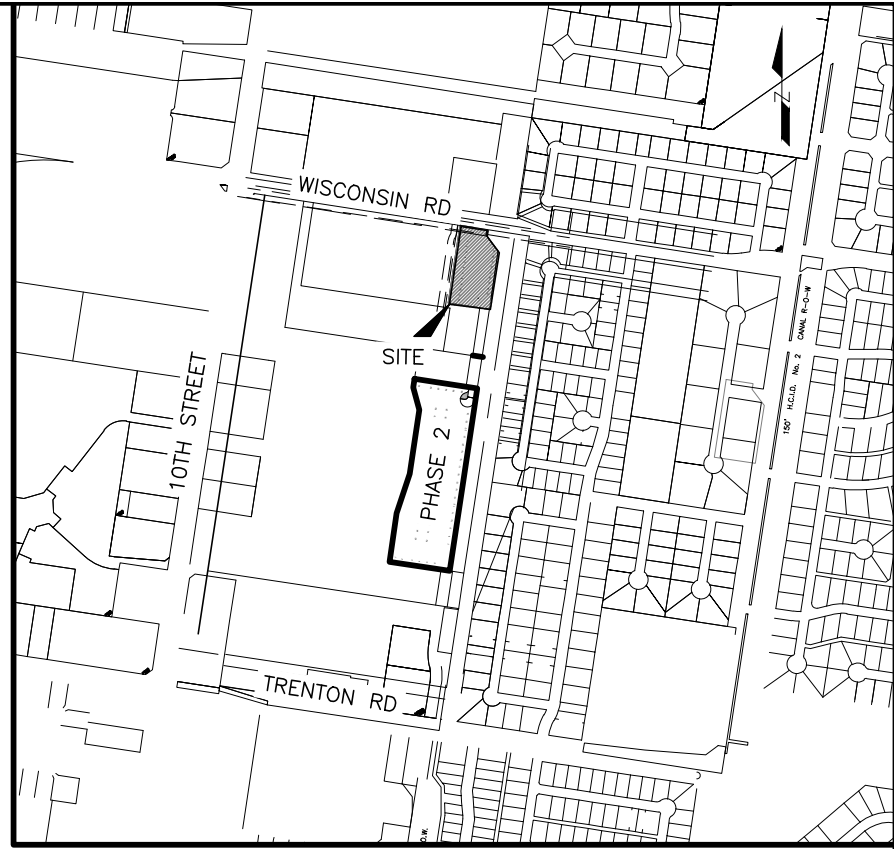 N
WISCONSIN RD
SITE
10TH STREET
PHASE 2
150' H.C.I.D. No. 2 CANAL R-O-W
TRENTON RD
O.W.